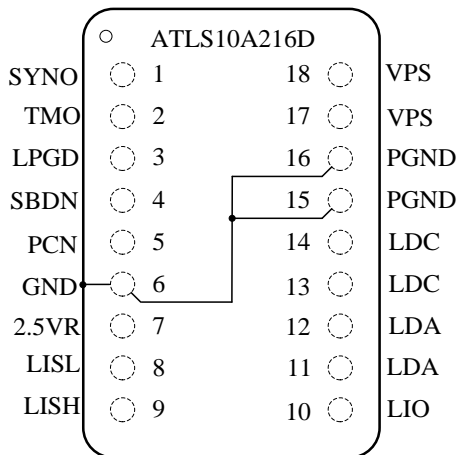 ATLS10A216D
SYNO 1 18 VPS
TMO 2 17 VPS
LPGD 3 16 PGND
SBDN 4 15 PGND
PCN 5 14 LDC
GND 6 13 LDC
2.5VR 7 12 LDA
LISL 8 11 LDA
LISH 9 10 LIO